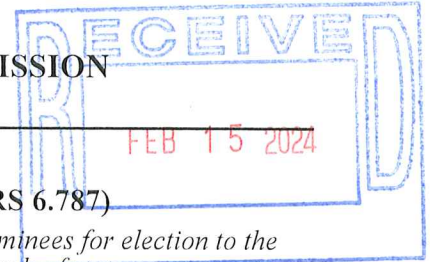 RECEIVED
ISSION
FEB 15 2024
RS 6.787)
minees for election to the